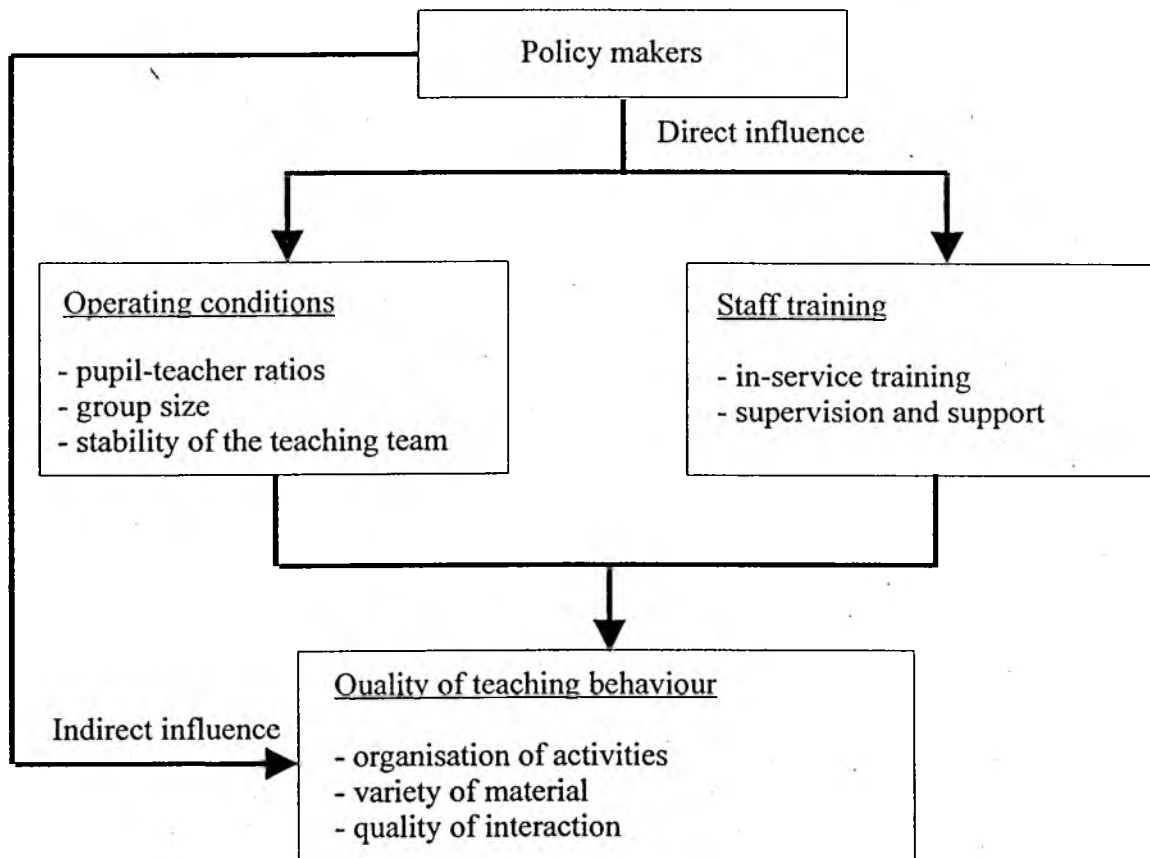 Policy makers
Direct influence
Operating conditions
- pupil-teacher ratios
- group size
- stability of the teaching team
Staff training
- in-service training
- supervision and support
Quality of teaching behaviour
- organisation of activities
- variety of material
- quality of interaction
Indirect influence